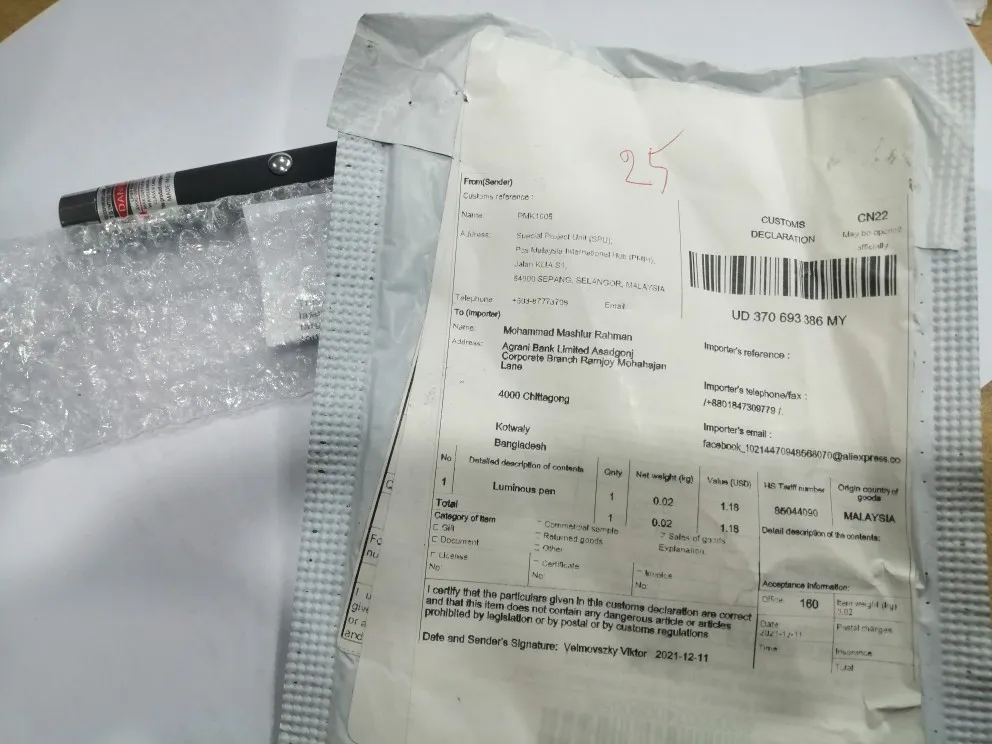 DAN
25
From(Sender)
Customs reference :
Name: PMK1005
Address: Special Project Unit (SPU),
Pos Malaysia International Hub (PMIH),
Jalan KLIA S1,
64000 SEPANG, SELANGOR, MALAYSIA
Telephone Email
CUSTOMS
DECLARATION
CN22
May be opened
officially
UD 370 693 386 MY
To (Importer)
Name: Mohammad Mashfur Rahman
Address: Agrani Bank Limited Asadgonj
Corporate Branch Ramjoy Mohahajan
Lane
4000 Chittagong
Kotwaly
Bangladesh
Importer's reference :
Importer's telephone/fax :
/+8801847309779 /.
Importer's email :
facebook_10214470948568070@aliexpress.co
No Detailed description of contents Qnty Net weight (kg) Value (USD) HS Tariff number Origin country of goods
1 Luminous pen 1 0.02 1.18 85044090 MALAYSIA
Total 1 0.02 1.18
Detail description of the contents:
Category of Item
Gift Commercial sample
Document Returned goods Sales of goods
Other Explanation:
License Certificate Invoice
No: No: No:
I certify that the particulars given in this customs declaration are correct
and that this item does not contain any dangerous article or articles
prohibited by legislation or by postal or by customs regulations
Date and Sender's Signature: Velmovszky Viktor 2021-12-11
Acceptance Information:
Office: 160 Item weight (kg)
0.02
Date: Postal charges
2021-12-11
Time: Insurance
Total